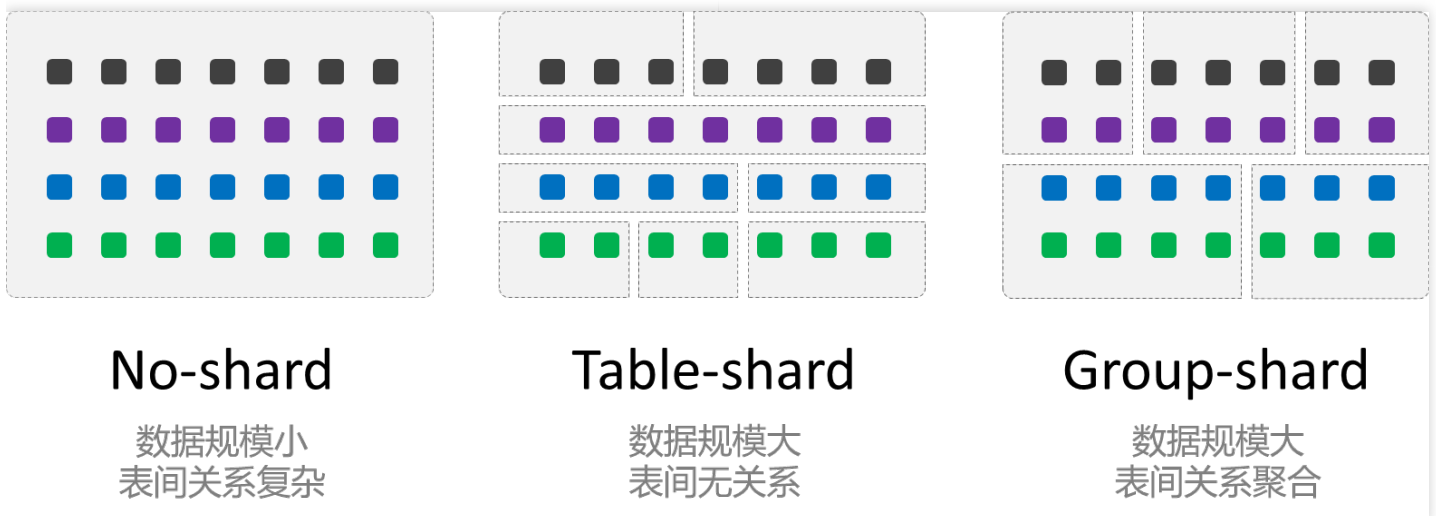 No-shard
数据规模小
表间关系复杂
Table-shard
数据规模大
表间无关系
Group-shard
数据规模大
表间关系聚合